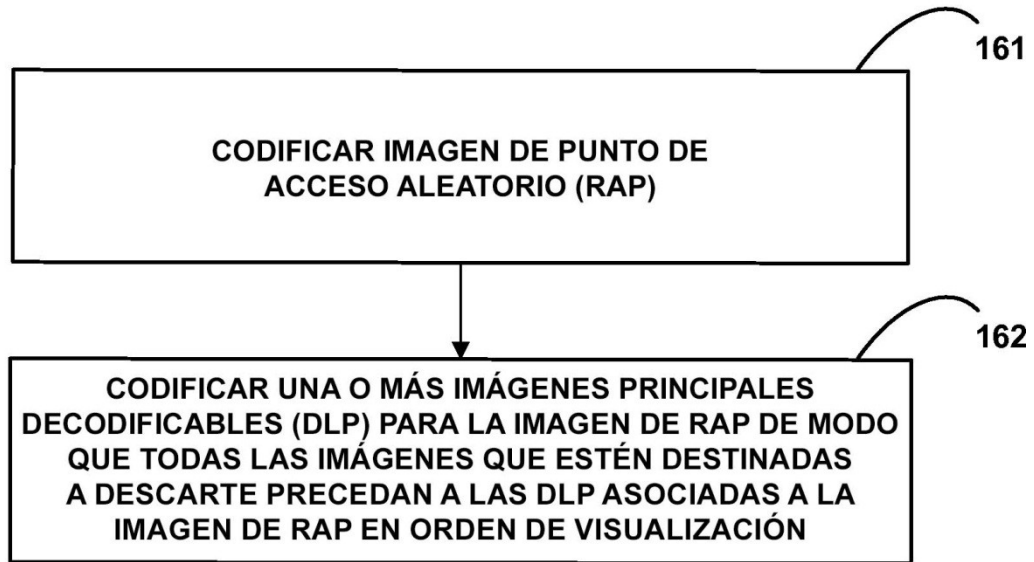 161
CODIFICAR IMAGEN DE PUNTO DE
ACCESO ALEATORIO (RAP)
162
CODIFICAR UNA O MÁS IMÁGENES PRINCIPALES
DECODIFICABLES (DLP) PARA LA IMAGEN DE RAP DE MODO
QUE TODAS LAS IMÁGENES QUE ESTÉN DESTINADAS
A DESCARTE PRECEDAN A LAS DLP ASOCIADAS A LA
IMAGEN DE RAP EN ORDEN DE VISUALIZACIÓN